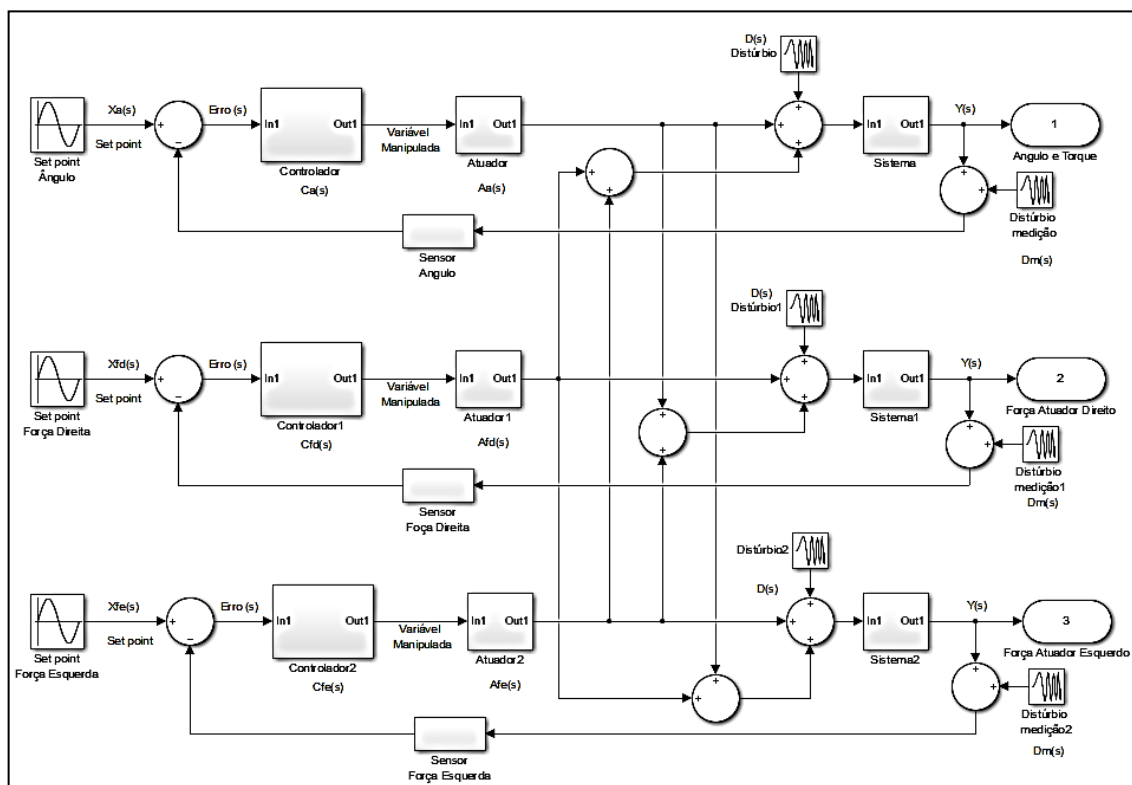 D(s)
Distúrbio
Xa(s)
Set point
Erro (s)
In1
Out1
Variável
Manipulada
In1
Out1
In1
Out1
Y(s)
1
Set point
Ângulo
Controlador
Ca(s)
Atuador
Aa(s)
Sistema
Angulo e Torque
Distúrbio
medição
Dm(s)
Sensor
Angulo
D(s)
Distúrbio1
Xfd(s)
Set point
Erro (s)
In1
Out1
Variável
Manipulada
In1
Out1
In1
Out1
Y(s)
2
Set point
Força Direita
Controlador1
Cfd(s)
Atuador1
Afd(s)
Sistema1
Força Atuador Direito
Distúrbio
medição1
Dm(s)
Sensor
Foça Direita
Distúrbio2
D(s)
Xfe(s)
Set point
Erro (s)
In1
Out1
Variável
Manipulada
In1
Out1
In1
Out1
Y(s)
3
Set point
Força Esquerda
Controlador2
Cfe(s)
Atuador2
Afe(s)
Sistema2
Força Atuador Esquerdo
Distúrbio
medição2
Dm(s)
Sensor
Força Esquerda